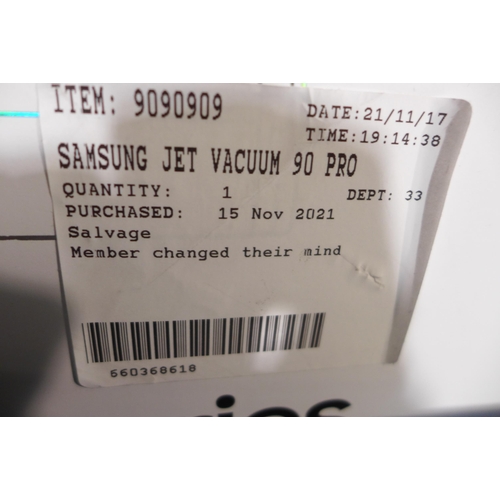 ITEM: 9090909
DATE:21/11/17
TIME:19:14:38
SAMSUNG JET VACUUM 90 PRO
QUANTITY: 1 DEPT: 33
PURCHASED: 15 Nov 2021
Salvage
Member changed their mind
660368618